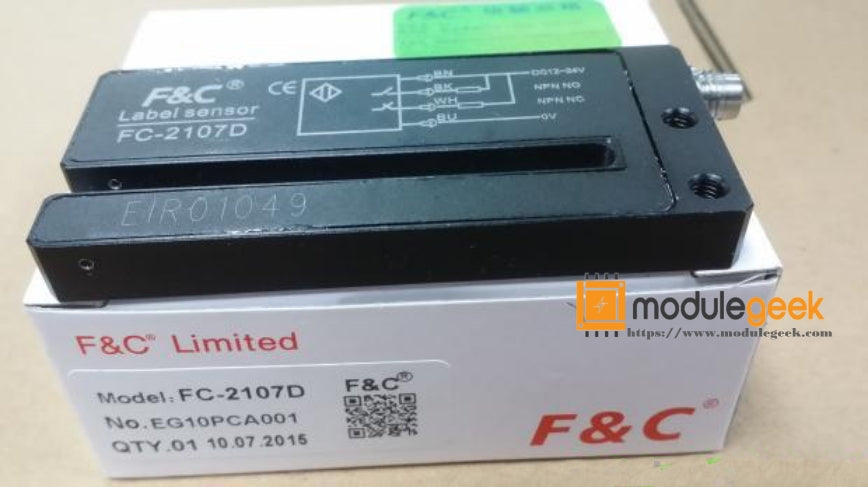 F&C®
F&C®
Label sensor
FC-2107D
CE
BN
BK
WH
BU
DC12-24V
NPN NO
NPN NC
0V
EIR01049
modulegeek
https://www.modulegeek.com
F&C® Limited
Model: FC-2107D
No.EG10PCA001
QTY.01 10.07.2015
F&C®
F&C®